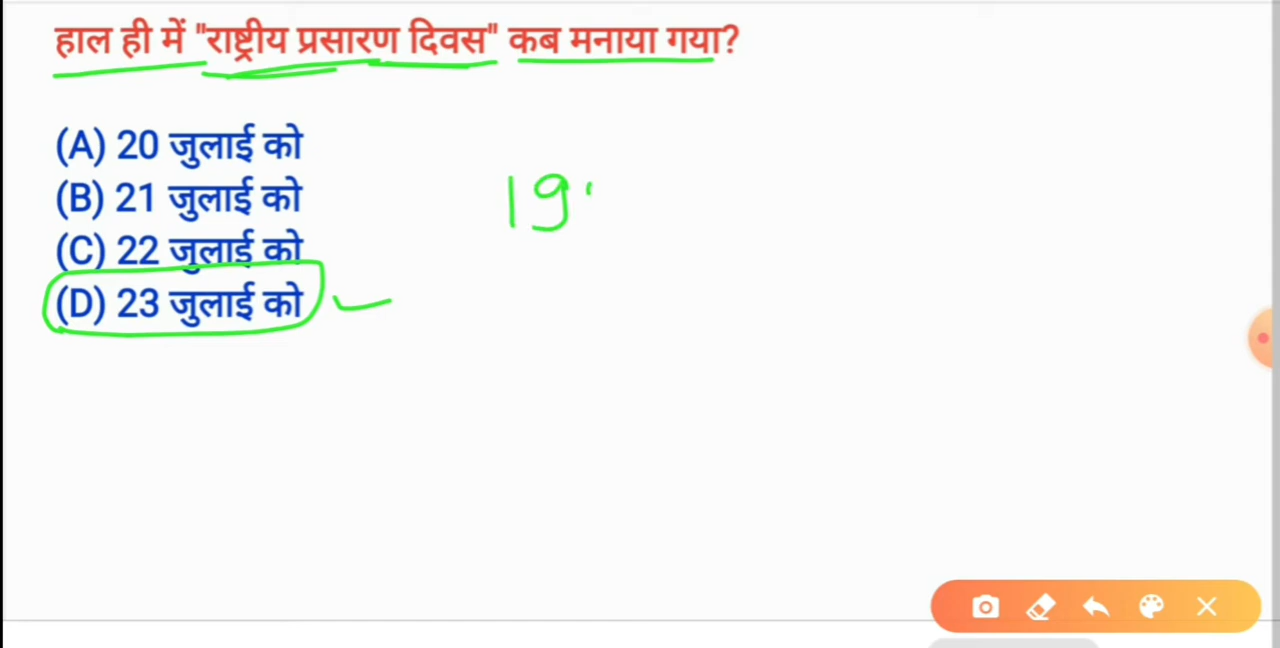 हाल ही में "राष्ट्रीय प्रसारण दिवस" कब मनाया गया?
(A) 20 जुलाई को
(B) 21 जुलाई को
19
(C) 22 जुलाई को
(D) 23 जुलाई को